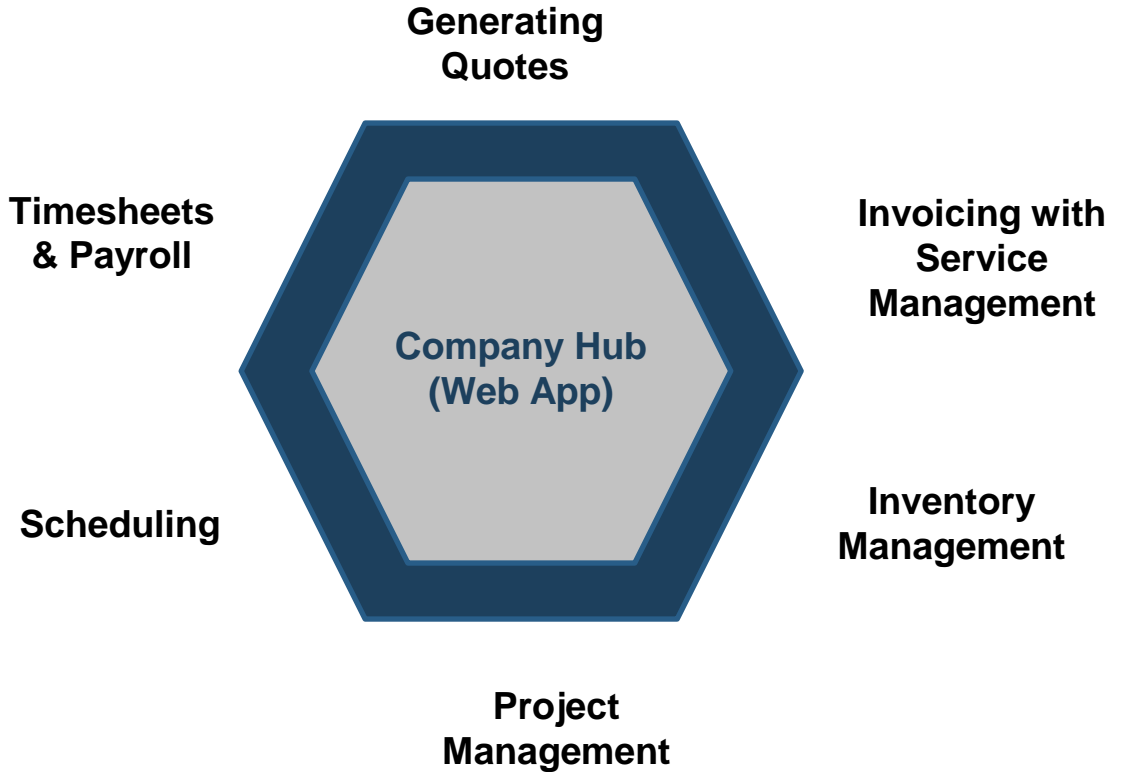 Generating
Quotes
Timesheets
& Payroll
Invoicing with
Service
Management
Company Hub
(Web App)
Scheduling
Inventory
Management
Project
Management